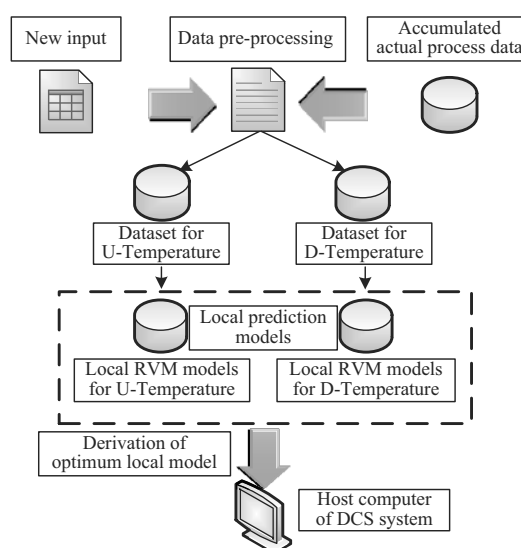 New input
Data pre-processing
Accumulated
actual process data
Dataset for
U-Temperature
Dataset for
D-Temperature
Local prediction
models
Local RVM models
for U-Temperature
Local RVM models
for D-Temperature
Derivation of
optimum local model
Host computer
of DCS system